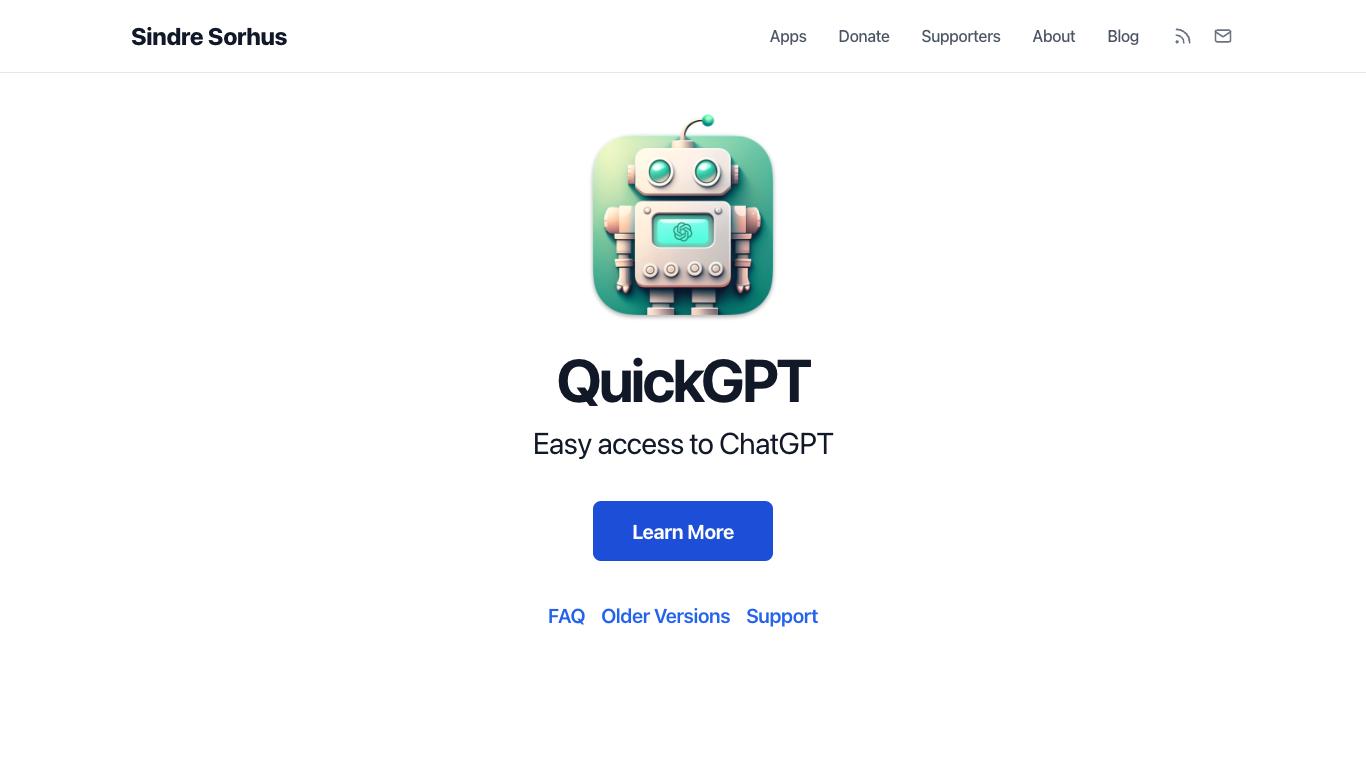 Sindre Sorhus
Apps Donate Supporters About Blog
QuickGPT
Easy access to ChatGPT
Learn More
FAQ Older Versions Support